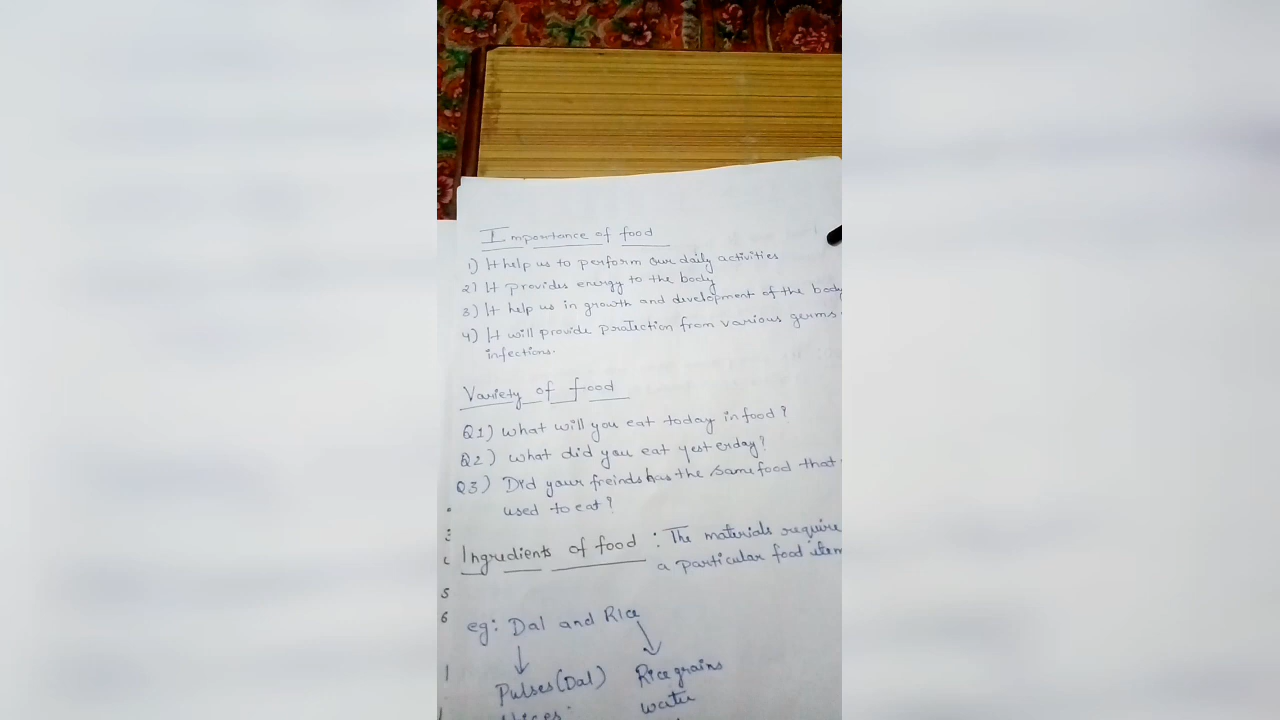 Importance of food
1) It help us to perform our daily activities
2) It provides energy to the body
3) It help us in growth and development of the body
4) It will provide protection from various germs
infections.
Variety of food
Q1) What will you eat today in food?
Q2) What did you eat yesterday?
Q3) Did your freinds has the same food that
used to eat?
Ingredients of food : The materials require
a particular food item
eg: Dal and Rice
Pulses(Dal) Rice grains
water
5
6